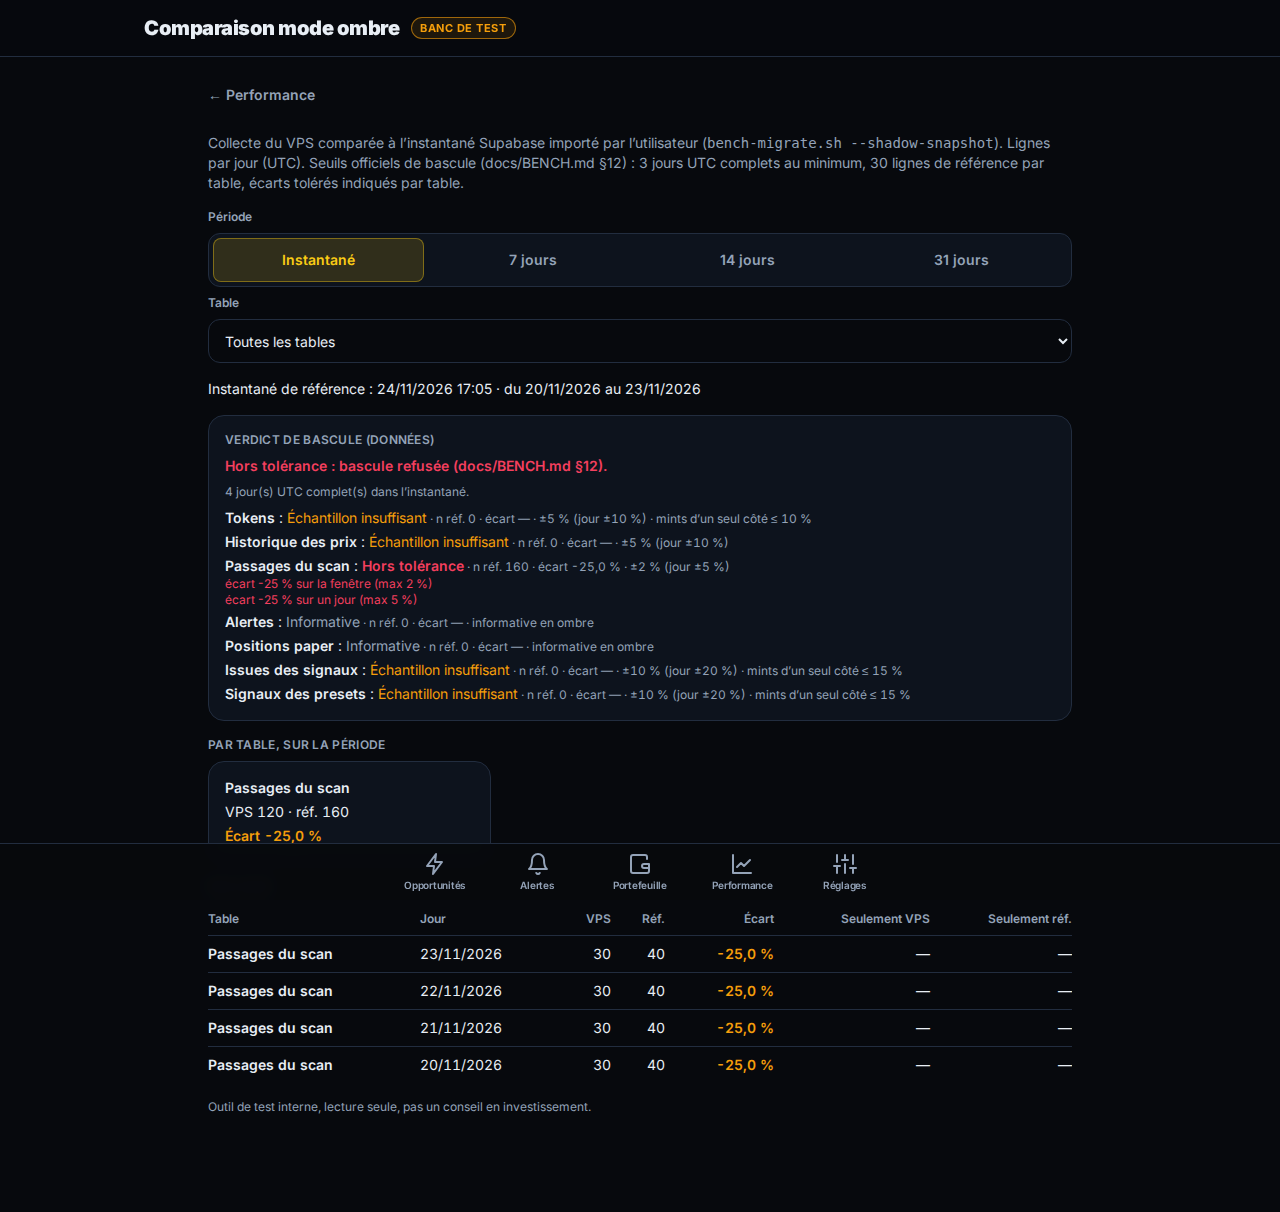 Comparaison mode ombre BANC DE TEST
← Performance
Collecte du VPS comparée à l’instantané Supabase importé par l’utilisateur (bench-migrate.sh --shadow-snapshot). Lignes
par jour (UTC). Seuils officiels de bascule (docs/BENCH.md §12) : 3 jours UTC complets au minimum, 30 lignes de référence par
table, écarts tolérés indiqués par table.
Période
Instantané 7 jours 14 jours 31 jours
Table
Toutes les tables
Instantané de référence : 24/11/2026 17:05 · du 20/11/2026 au 23/11/2026
VERDICT DE BASCULE (DONNÉES)
Hors tolérance : bascule refusée (docs/BENCH.md §12).
4 jour(s) UTC complet(s) dans l’instantané.
Tokens : Échantillon insuffisant · n réf. 0 · écart — · ±5 % (jour ±10 %) · mints d’un seul côté ≤ 10 %
Historique des prix : Échantillon insuffisant · n réf. 0 · écart — · ±5 % (jour ±10 %)
Passages du scan : Hors tolérance · n réf. 160 · écart -25,0 % · ±2 % (jour ±5 %)
écart -25 % sur la fenêtre (max 2 %)
écart -25 % sur un jour (max 5 %)
Alertes : Informative · n réf. 0 · écart — · informative en ombre
Positions paper : Informative · n réf. 0 · écart — · informative en ombre
Issues des signaux : Échantillon insuffisant · n réf. 0 · écart — · ±10 % (jour ±20 %) · mints d’un seul côté ≤ 15 %
Signaux des presets : Échantillon insuffisant · n réf. 0 · écart — · ±10 % (jour ±20 %) · mints d’un seul côté ≤ 15 %
PAR TABLE, SUR LA PÉRIODE
Passages du scan
VPS 120 · réf. 160
Écart -25,0 %
Opportunités Alertes Portefeuille Performance Réglages
Table Jour VPS Réf. Écart Seulement VPS Seulement réf.
Passages du scan 23/11/2026 30 40 -25,0 % — —
Passages du scan 22/11/2026 30 40 -25,0 % — —
Passages du scan 21/11/2026 30 40 -25,0 % — —
Passages du scan 20/11/2026 30 40 -25,0 % — —
Outil de test interne, lecture seule, pas un conseil en investissement.